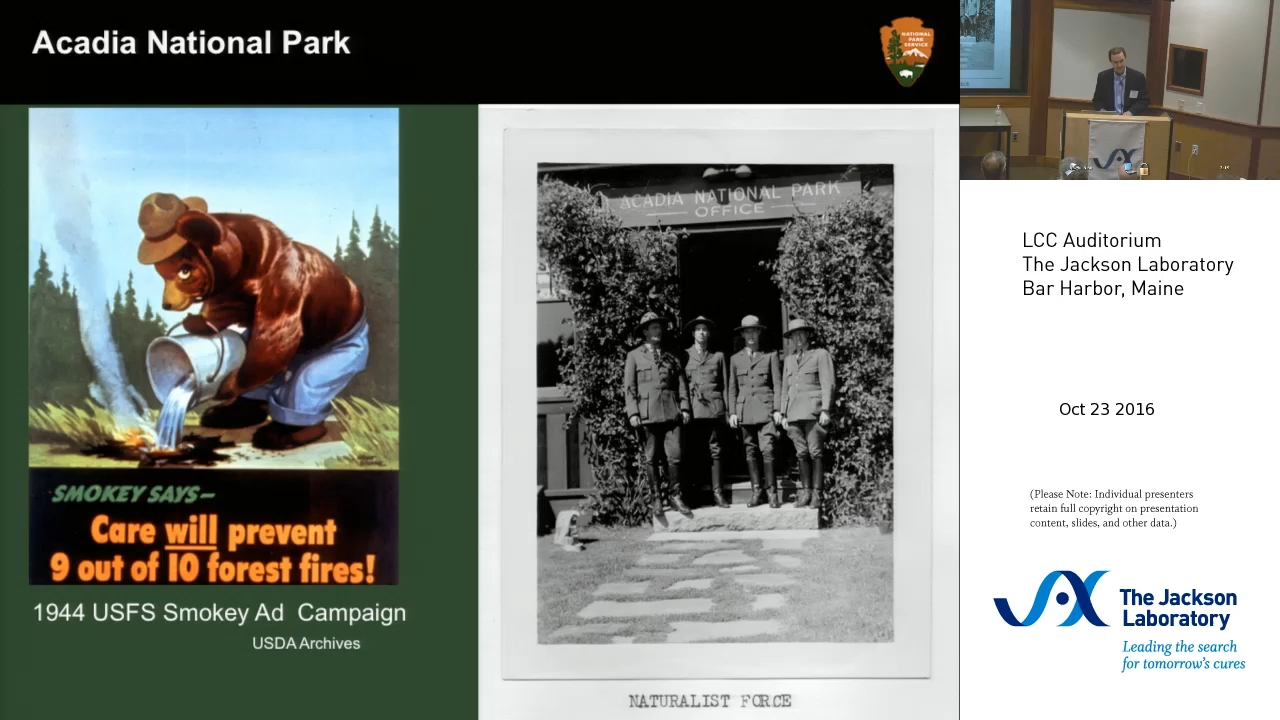 Acadia National Park
NATIONAL
PARK
SERVICE
SMOKEY SAYS–
Care will prevent
9 out of 10 forest fires!
1944 USFS Smokey Ad Campaign
USDA Archives
ACADIA NATIONAL PARK
OFFICE
NATURALIST FORCE
JAX
LCC Auditorium
The Jackson Laboratory
Bar Harbor, Maine
Oct 23 2016
(Please Note: Individual presenters
retain full copyright on presentation
content, slides, and other data.)
JAX
The Jackson
Laboratory
Leading the search
for tomorrow's cures